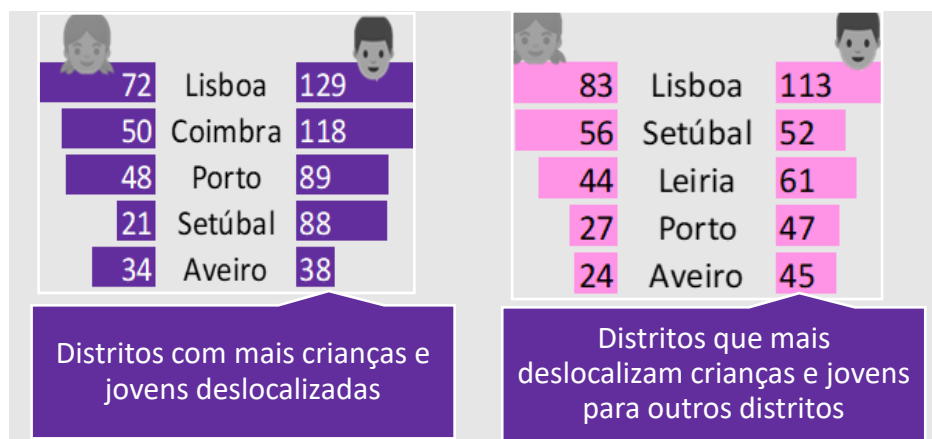 72 Lisboa 129
50 Coimbra 118
48 Porto 89
21 Setúbal 88
34 Aveiro 38
Distritos com mais crianças e
jovens deslocalizadas
83 Lisboa 113
56 Setúbal 52
44 Leiria 61
27 Porto 47
24 Aveiro 45
Distritos que mais
deslocalizam crianças e jovens
para outros distritos